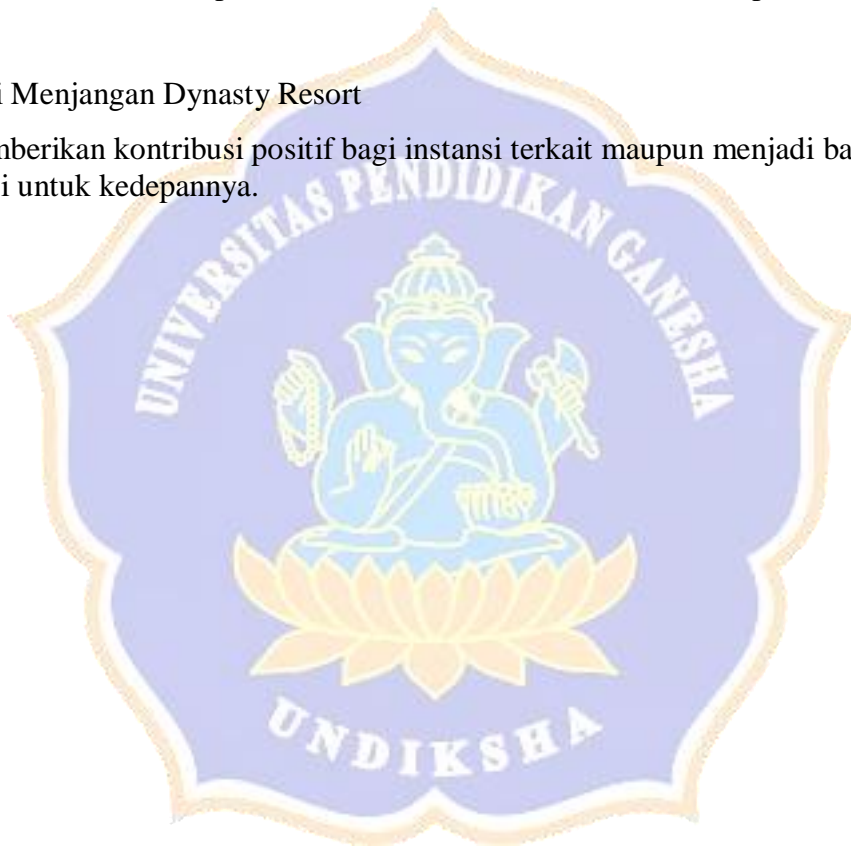 i Menjangan Dynasty Resort
nberikan kontribusi positif bagi instansi terkait maupun menjadi ba
i untuk kedepannya.
UNIVERSITAS PENDIDIKAN GANESHA
UNDIKSHA